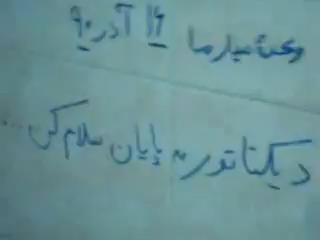 وعدهٔ دیدار ما ۱۶ آذر ۹۰
دیکتاتور به پایان سلام کن ...